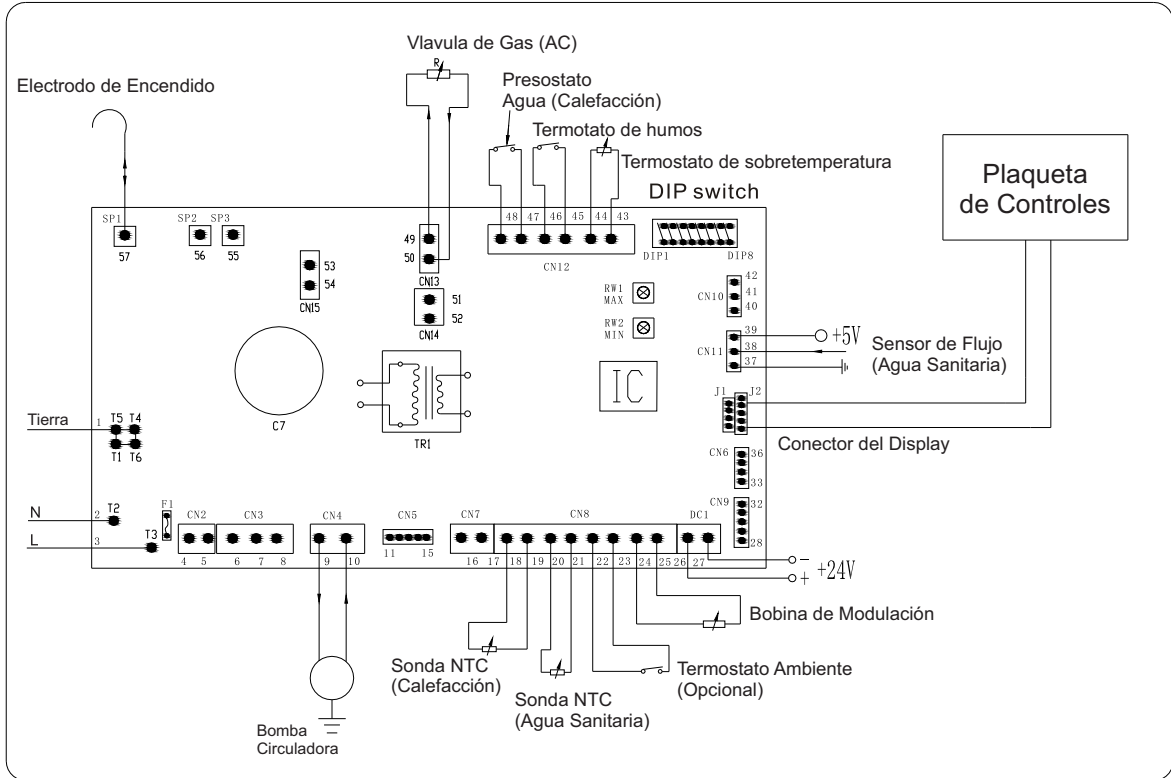 Vlavula de Gas (AC)
R
Electrodo de Encendido
Presostato
Agua (Calefacción)
Termotato de humos
Termostato de sobretemperatura
DIP switch
Plaqueta
de Controles
SP1
57
SP2 SP3
56 55
53
54
CN15
49
50
CN13
51
52
CN14
48 47 46 45 44 43
CN12
DIP1 DIP8
RW1
MAX
RW2
MIN
42
CN10 41
40
39
CN11 38
37
+5V
Sensor de Flujo
(Agua Sanitaria)
IC
J1 J2
Conector del Display
C7
TR1
Tierra
1 T5 T4
T1 T6
CN6 36
33
CN9 32
28
N
2 T2
L
3 T3
F1
CN2 CN3 CN4 CN5 CN7 CN8 DC1
4 5 6 7 8 9 10 11 15 16 17 18 19 20 21 22 23 24 25 26 27
−
+ +24V
Bobina de Modulación
Sonda NTC
(Calefacción)
Sonda NTC
(Agua Sanitaria)
Termostato Ambiente
(Opcional)
Bomba
Circuladora